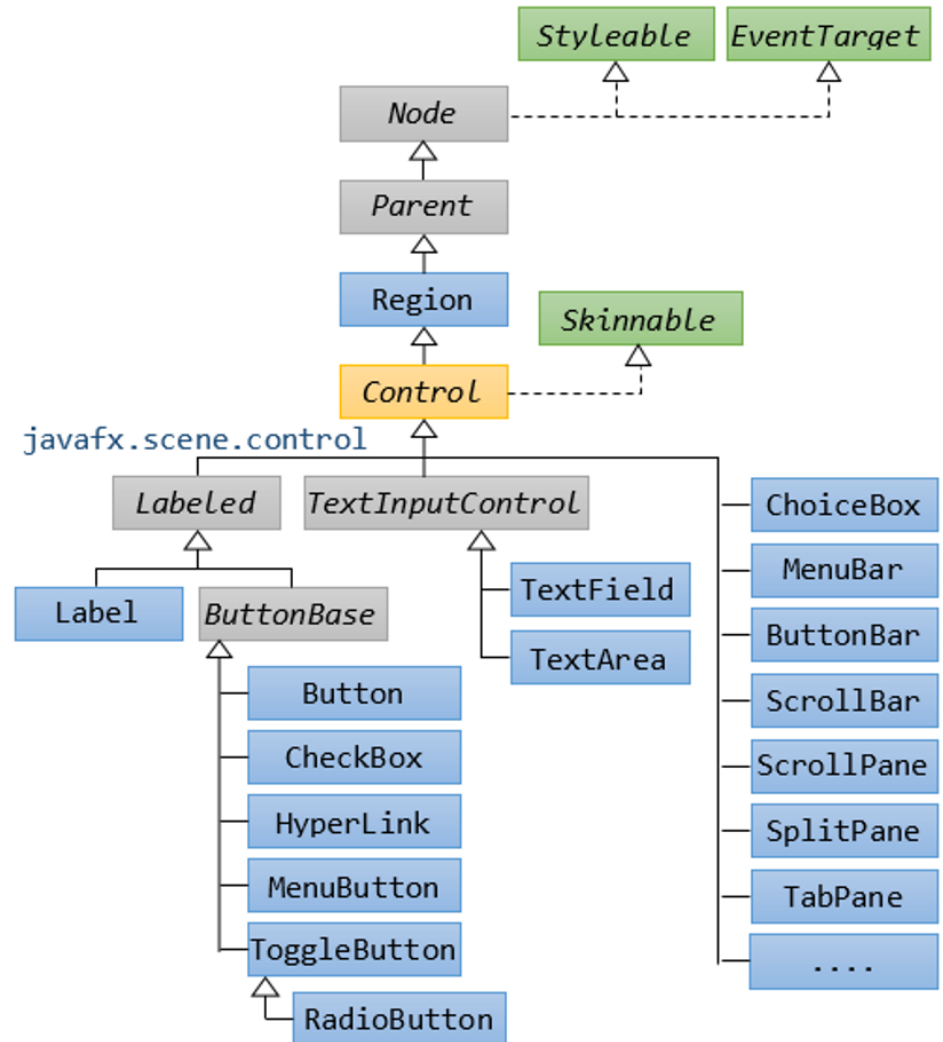 Styleable
EventTarget
Node
Parent
Region
Skinnable
Control
javafx.scene.control
Labeled
TextInputControl
ChoiceBox
MenuBar
TextField
Label
ButtonBase
ButtonBar
TextArea
Button
ScrollBar
CheckBox
ScrollPane
HyperLink
SplitPane
MenuButton
TabPane
ToggleButton
....
RadioButton